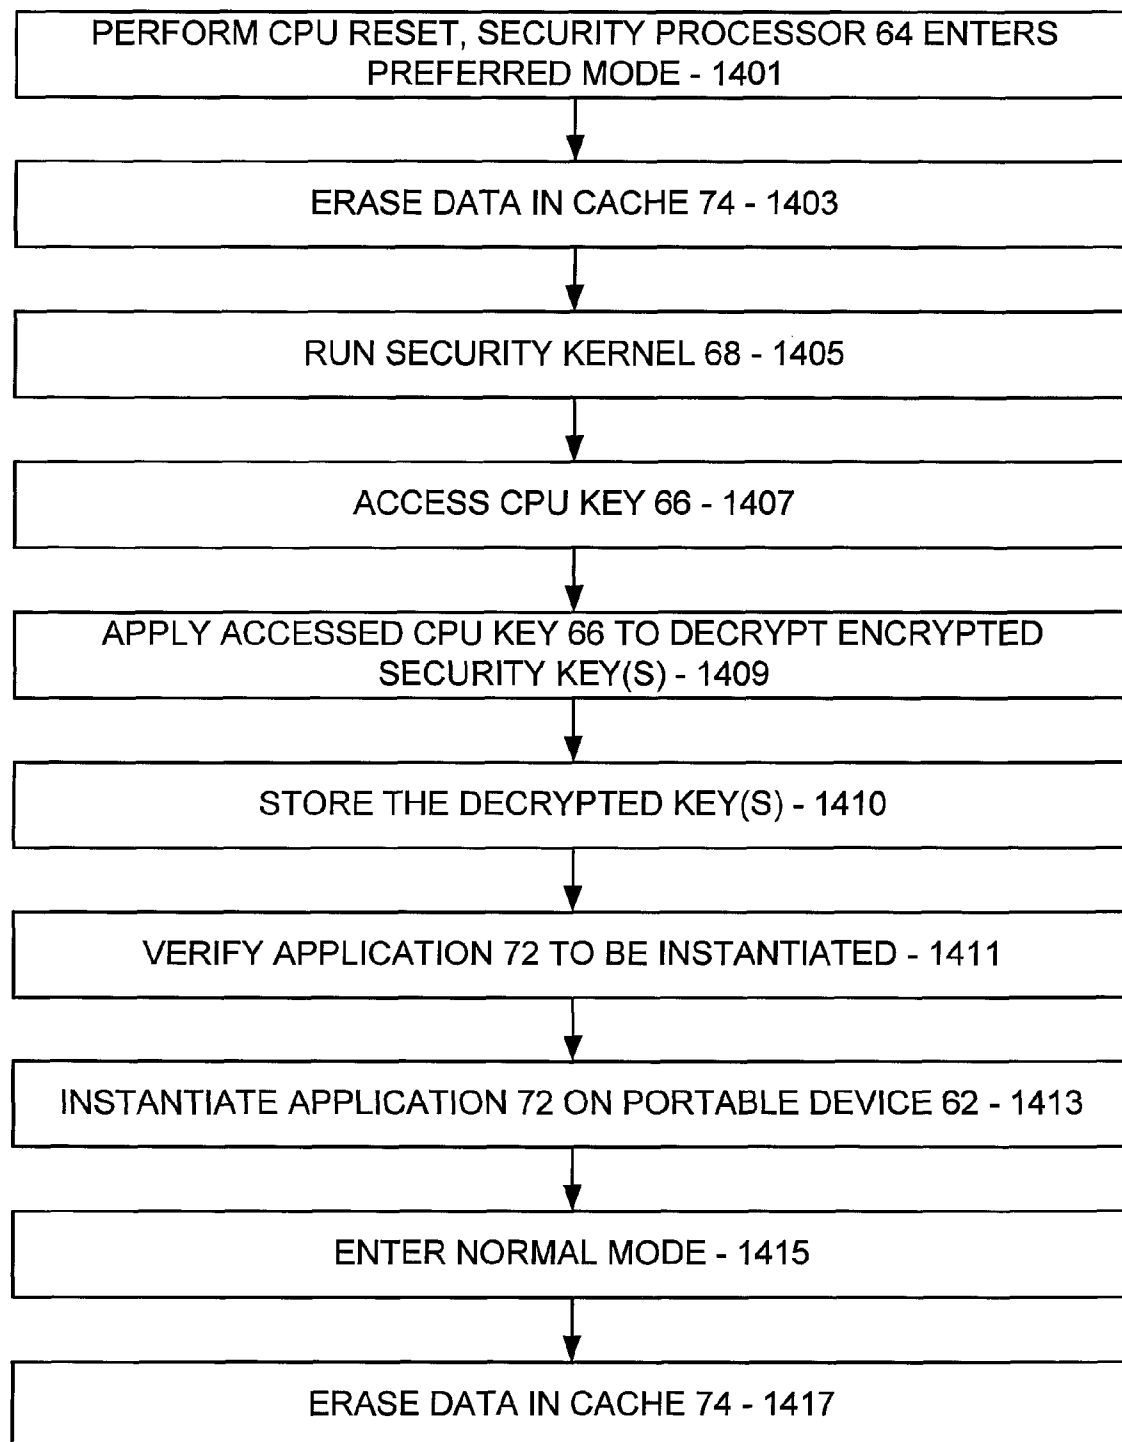 PERFORM CPU RESET, SECURITY PROCESSOR 64 ENTERS
PREFERRED MODE - 1401
ERASE DATA IN CACHE 74 - 1403
RUN SECURITY KERNEL 68 - 1405
ACCESS CPU KEY 66 - 1407
APPLY ACCESSED CPU KEY 66 TO DECRYPT ENCRYPTED
SECURITY KEY(S) - 1409
STORE THE DECRYPTED KEY(S) - 1410
VERIFY APPLICATION 72 TO BE INSTANTIATED - 1411
INSTANTIATE APPLICATION 72 ON PORTABLE DEVICE 62 - 1413
ENTER NORMAL MODE - 1415
ERASE DATA IN CACHE 74 - 1417